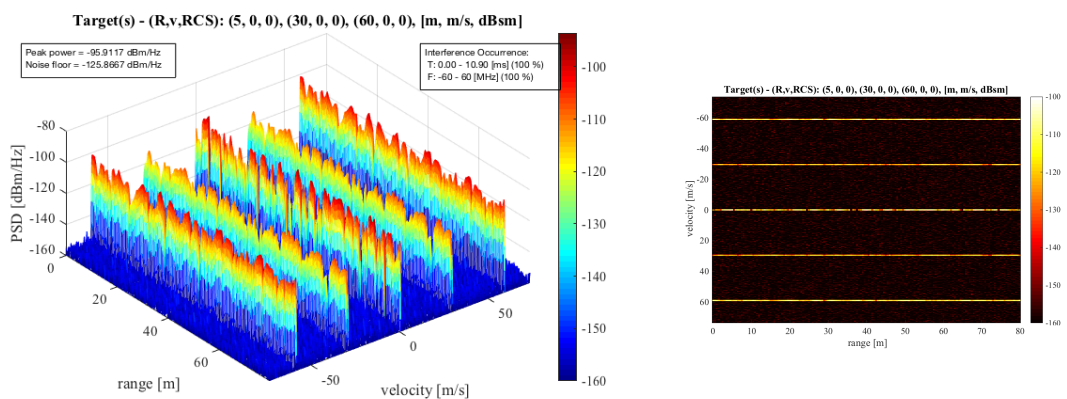 Target(s) - (R,v,RCS): (5, 0, 0), (30, 0, 0), (60, 0, 0), [m, m/s, dBsm]
Peak power = -95.9117 dBm/Hz
Noise floor = -125.8667 dBm/Hz
Interference Occurrence:
T: 0.00 - 10.90 [ms] (100 %)
F: -60 - 60 [MHz] (100 %)
PSD [dBm/Hz]
-80
-100
-120
-140
-160
0
20
40
60
range [m]
-50
0
50
velocity [m/s]
-100
-110
-120
-130
-140
-150
-160
Target(s) - (R,v,RCS): (5, 0, 0), (30, 0, 0), (60, 0, 0), [m, m/s, dBsm]
velocity [m/s]
-60
-40
-20
0
20
40
60
0 10 20 30 40 50 60 70 80
range [m]
-100
-110
-120
-130
-140
-150
-160